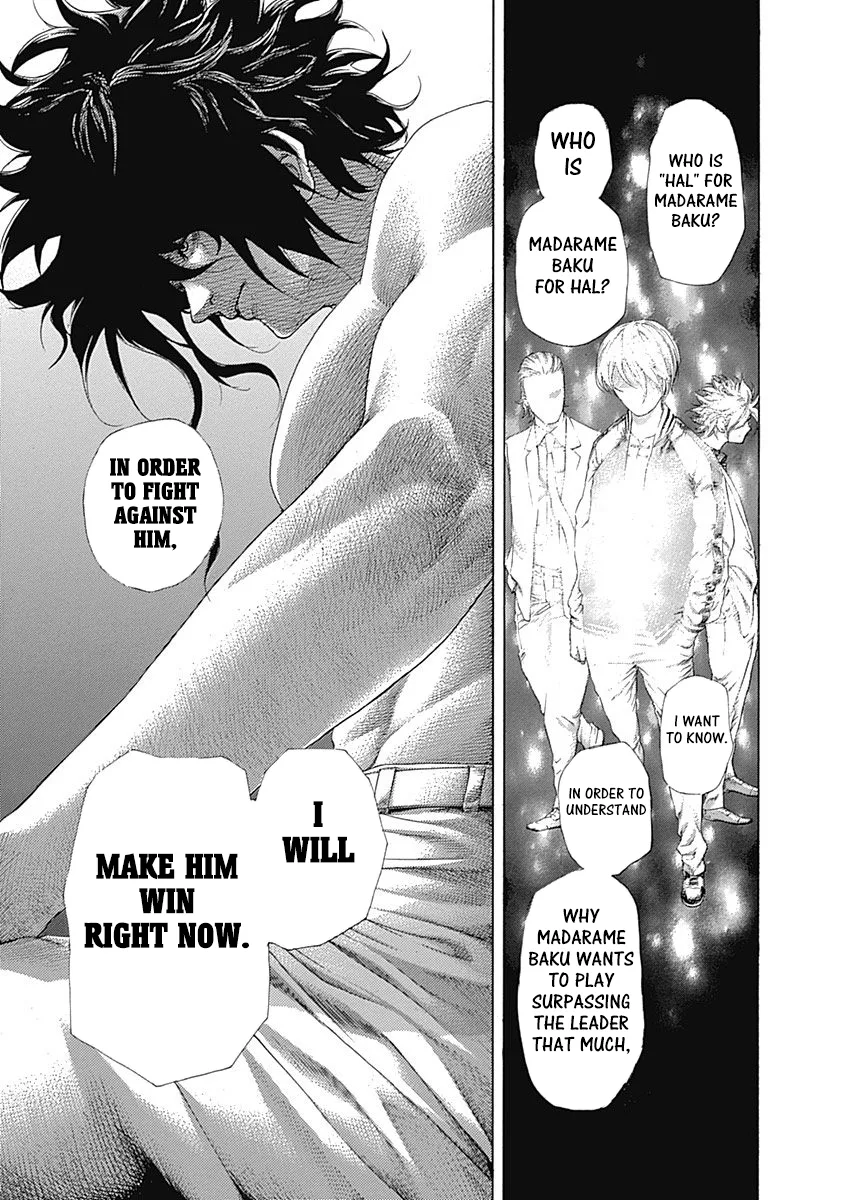 WHO IS
"HAL" FOR
MADARAME
BAKU?
WHO
IS
MADARAME
BAKU
FOR HAL?
I WANT
TO KNOW.
IN ORDER TO
UNDERSTAND
WHY
MADARAME
BAKU WANTS
TO PLAY
SURPASSING
THE LEADER
THAT MUCH,
IN ORDER
TO FIGHT
AGAINST
HIM,
I
WILL
MAKE HIM
WIN
RIGHT NOW.